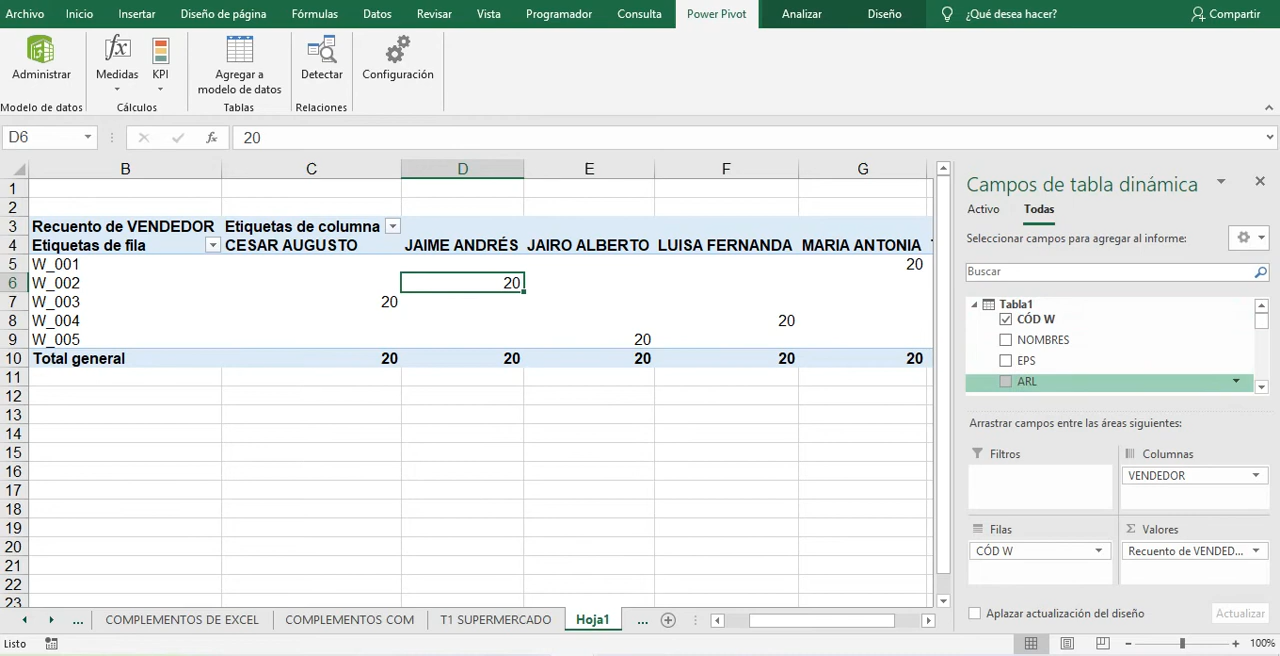 Archivo Inicio Insertar Diseño de página Fórmulas Datos Revisar Vista Programador Consulta Power Pivot Analizar Diseño ¿Qué desea hacer? Compartir
Administrar
Modelo de datos
fx
Medidas KPI
Cálculos
Agregar a
modelo de datos
Tablas
Detectar
Relaciones
Configuración
D6 fx 20
B C D E F G
1
2
3 Recuento de VENDEDOR Etiquetas de columna
4 Etiquetas de fila CESAR AUGUSTO JAIME ANDRÉS JAIRO ALBERTO LUISA FERNANDA MARIA ANTONIA
5 W_001 20
6 W_002 20
7 W_003 20
8 W_004 20
9 W_005 20
10 Total general 20 20 20 20 20
11
12
13
14
15
16
17
18
19
20
21
22
23
Campos de tabla dinámica
Activo Todas
Seleccionar campos para agregar al informe:
Buscar
Tabla1
CÓD W
NOMBRES
EPS
ARL
Arrastrar campos entre las áreas siguientes:
Filtros
Columnas
VENDEDOR
Filas
CÓD W
Σ Valores
Recuento de VENDED...
Aplazar actualización del diseño Actualizar
... COMPLEMENTOS DE EXCEL COMPLEMENTOS COM T1 SUPERMERCADO Hoja1 ...
Listo 100%